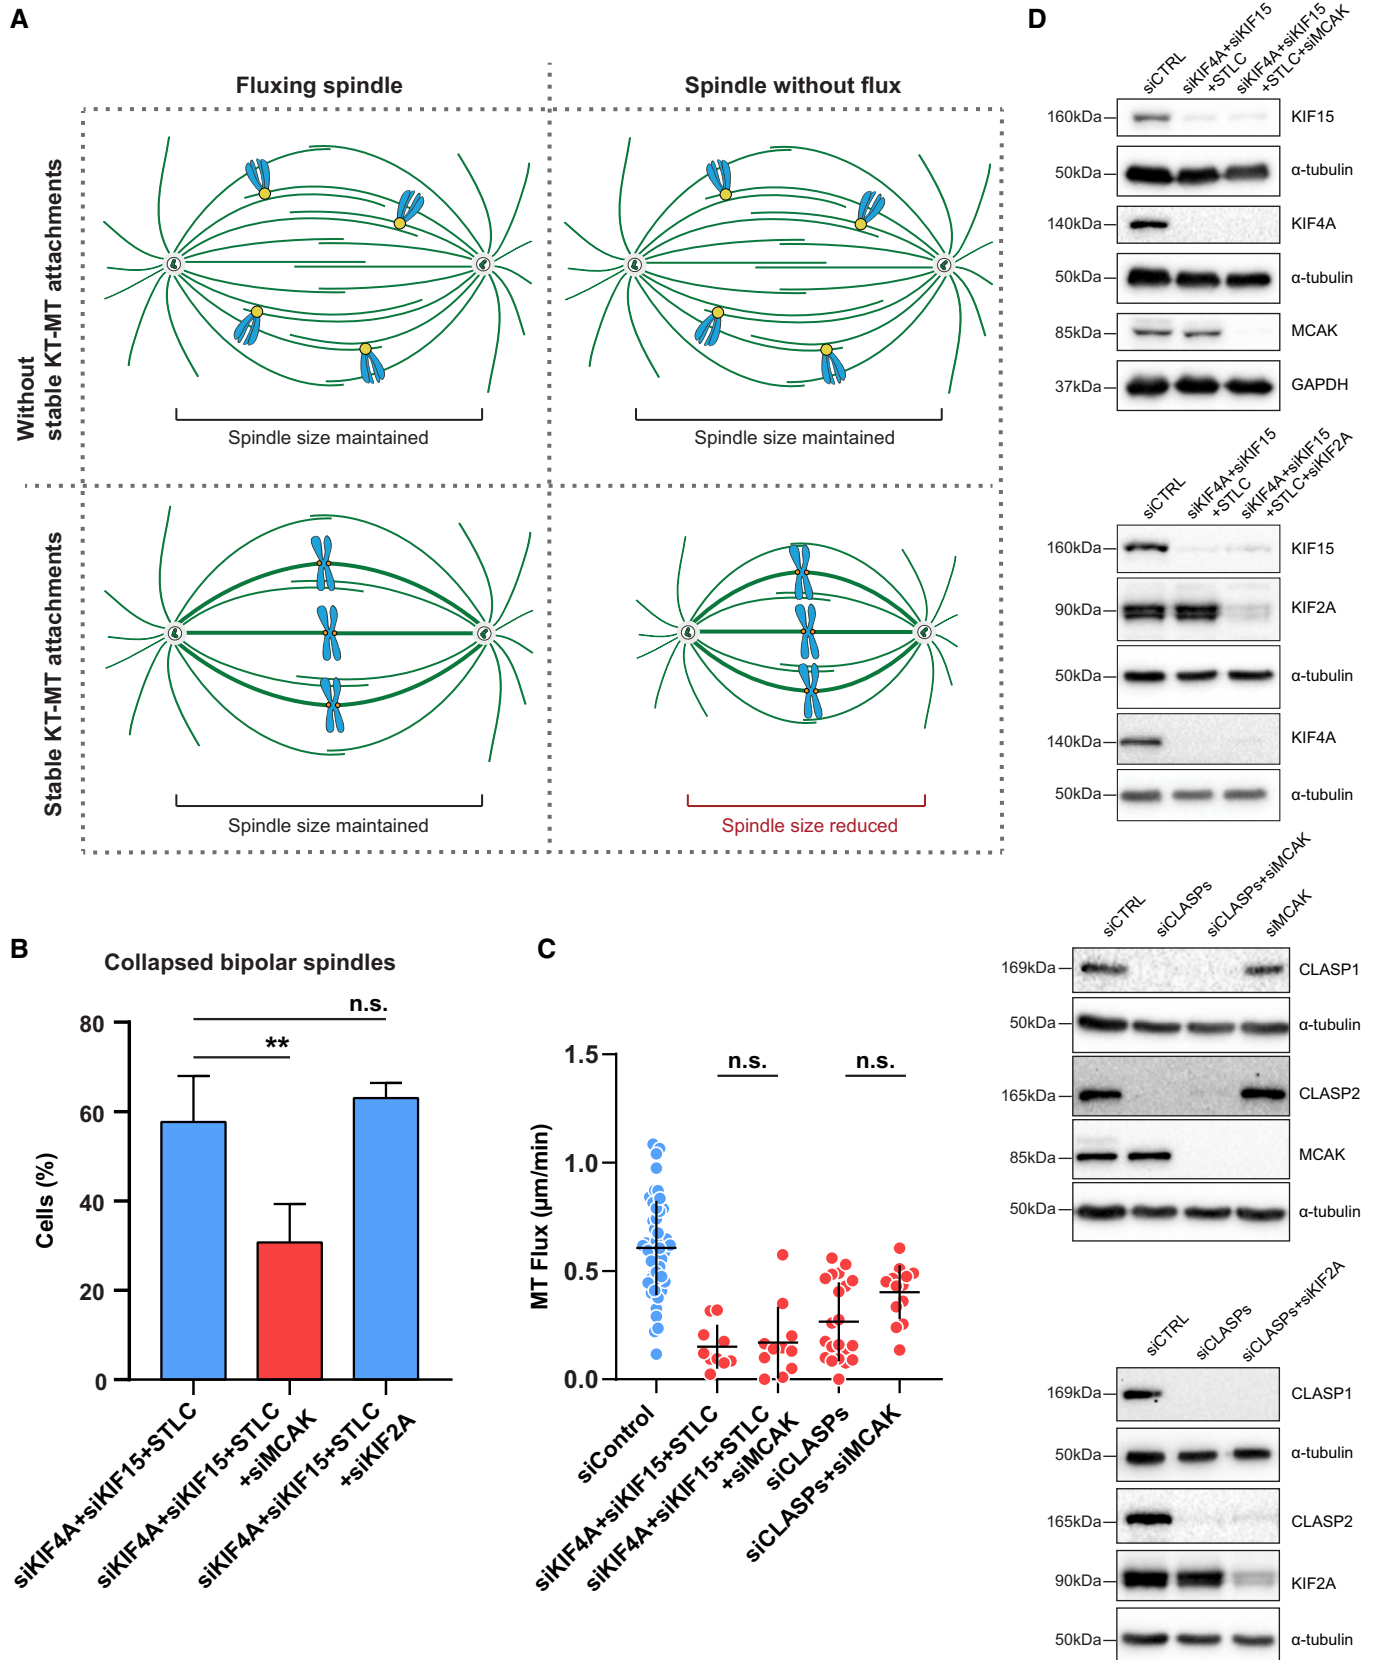 A
Fluxing spindle
Spindle without flux
Without
stable KT-MT attachments
Spindle size maintained
Spindle size maintained
Stable KT-MT attachments
Spindle size maintained
Spindle size reduced
B
Collapsed bipolar spindles
n.s.
**
80
60
40
20
0
Cells (%)
siKIF4A+siKIF15+STLC
siKIF4A+siKIF15+STLC
+siMCAK
siKIF4A+siKIF15+STLC
+siKIF2A
C
n.s.
n.s.
1.5
1.0
0.5
0.0
MT Flux (µm/min)
siControl
siKIF4A+siKIF15+STLC
siKIF4A+siKIF15+STLC
+siMCAK
siCLASPs
siCLASPs+siMCAK
D
siCTRL
siKIF4A+siKIF15
+STLC
siKIF4A+siKIF15
+STLC+siMCAK
160kDa
KIF15
50kDa
α-tubulin
140kDa
KIF4A
50kDa
α-tubulin
85kDa
MCAK
37kDa
GAPDH
siCTRL
siKIF4A+siKIF15
+STLC
siKIF4A+siKIF15
+STLC+siKIF2A
160kDa
KIF15
90kDa
KIF2A
50kDa
α-tubulin
140kDa
KIF4A
50kDa
α-tubulin
siCTRL
siCLASPs
siCLASPs+siMCAK
siMCAK
169kDa
CLASP1
50kDa
α-tubulin
165kDa
CLASP2
85kDa
MCAK
50kDa
α-tubulin
siCTRL
siCLASPs
siCLASPs+siKIF2A
169kDa
CLASP1
50kDa
α-tubulin
165kDa
CLASP2
90kDa
KIF2A
50kDa
α-tubulin